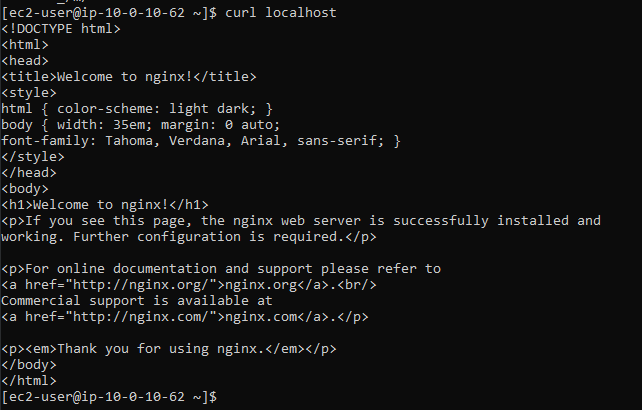 [ec2-user@ip-10-0-10-62 ~]$ curl localhost
<!DOCTYPE html>
<html>
<head>
<title>Welcome to nginx!</title>
<style>
html { color-scheme: light dark; }
body { width: 35em; margin: 0 auto;
font-family: Tahoma, Verdana, Arial, sans-serif; }
</style>
</head>
<body>
<h1>Welcome to nginx!</h1>
<p>If you see this page, the nginx web server is successfully installed and
working. Further configuration is required.</p>

<p>For online documentation and support please refer to
<a href="http://nginx.org/">nginx.org</a>.<br/>
Commercial support is available at
<a href="http://nginx.com/">nginx.com</a>.</p>

<p><em>Thank you for using nginx.</em></p>
</body>
</html>
[ec2-user@ip-10-0-10-62 ~]$